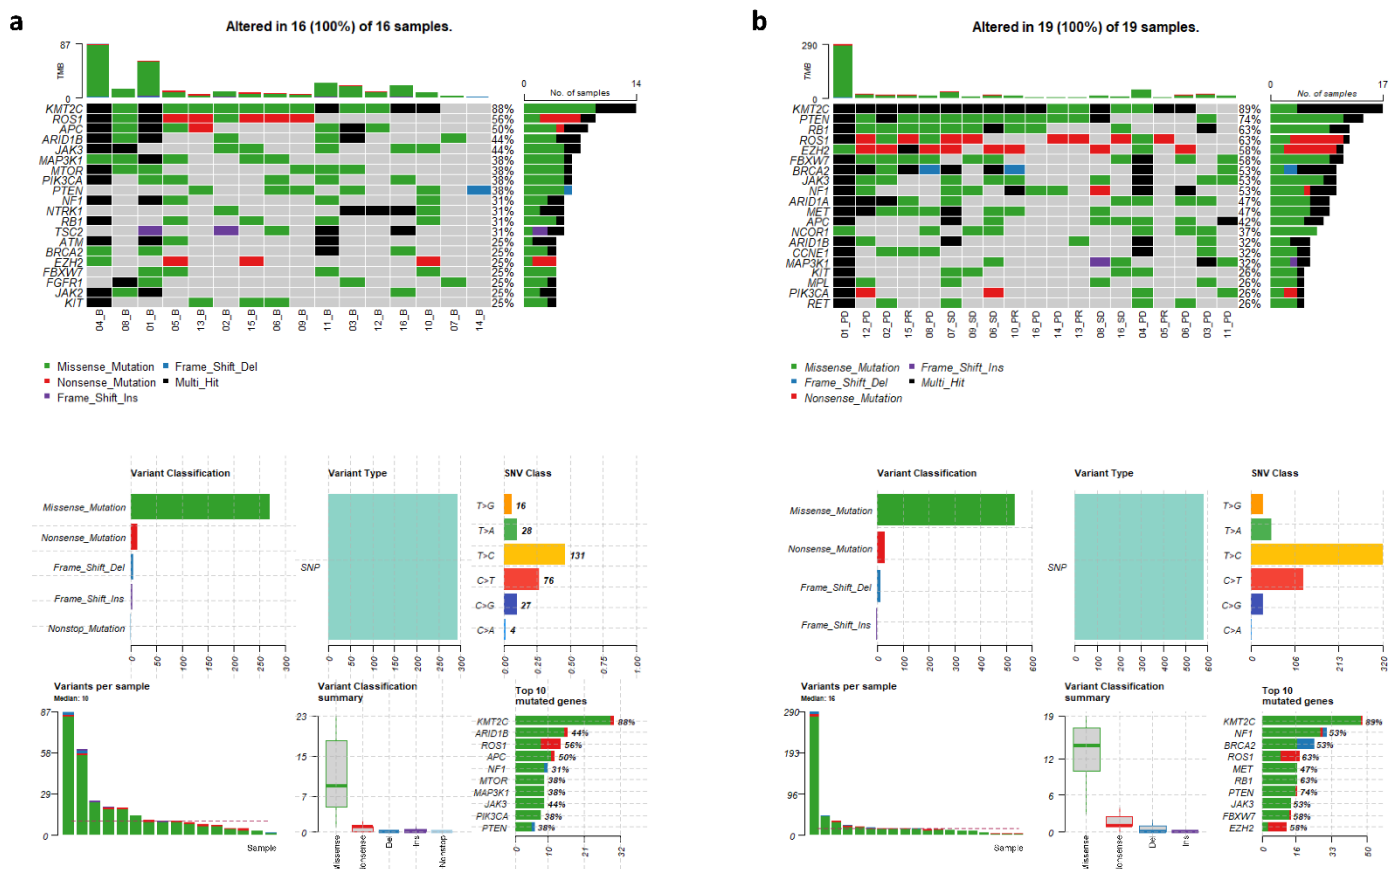 a
Altered in 16 (100%) of 16 samples.
87
0
TMB
0
14
No. of samples
KMT2C 88%
ROS1 56%
APC 50%
ARID1B 44%
JAK3 44%
MAP3K1 38%
MTOR 38%
PIK3CA 38%
PTEN 38%
NF1 31%
NTRK1 31%
RB1 31%
TSC2 31%
ATM 25%
BRCA2 25%
EZH2 25%
FBXW7 25%
FGFR1 25%
JAK2 25%
KIT 25%
04_B 08_B 01_B 05_B 13_B 02_B 15_B 06_B 09_B 11_B 03_B 12_B 16_B 10_B 07_B 14_B
Missense_Mutation Frame_Shift_Del
Nonsense_Mutation Multi_Hit
Frame_Shift_Ins
b
Altered in 19 (100%) of 19 samples.
290
0
TMB
0
17
No. of samples
KMT2C 89%
PTEN 74%
RB1 63%
ROS1 63%
EZH2 58%
FBXW7 58%
BRCA2 53%
JAK3 53%
NF1 53%
ARID1A 47%
MET 47%
APC 42%
NCOR1 37%
ARID1B 32%
CCNE1 32%
MAP3K1 32%
KIT 26%
MPL 26%
PIK3CA 26%
RET 26%
01_PD 12_PD 02_PD 15_PR 08_PD 07_SD 09_SD 06_SD 10_PR 16_PD 14_PD 13_PR 08_SD 16_SD 04_PD 05_PR 06_PD 03_PD 11_PD
Missense_Mutation Frame_Shift_Ins
Frame_Shift_Del Multi_Hit
Nonsense_Mutation
Variant Classification
Missense_Mutation
Nonsense_Mutation
Frame_Shift_Del
Frame_Shift_Ins
Nonstop_Mutation
0 50 100 150 200 250 300
Variant Type
SNP
0 50 100 150 200 250 300
SNV Class
T>G 16
T>A 28
T>C 131
C>T 76
C>G 27
C>A 4
0.00 0.25 0.50 0.75 1.00
Variants per sample
Median: 10
87
58
29
0
Sample
Variant Classification
summary
23
15
7
0
Missense Nonsense Del Ins Nonstop
Top 10
mutated genes
KMT2C 88%
ARID1B 44%
ROS1 56%
APC 50%
NF1 31%
MTOR 38%
MAP3K1 38%
JAK3 44%
PIK3CA 38%
PTEN 38%
0 10 21 32
Variant Classification
Missense_Mutation
Nonsense_Mutation
Frame_Shift_Del
Frame_Shift_Ins
0 100 200 300 400 500 600
Variant Type
SNP
0 100 200 300 400 500 600
SNV Class
T>G
T>A
T>C
C>T
C>G
C>A
0 106 213 320
Variants per sample
Median: 16
290
193
96
0
Sample
Variant Classification
summary
19
12
6
0
Missense Nonsense Del Ins
Top 10
mutated genes
KMT2C 89%
NF1 53%
BRCA2 53%
ROS1 63%
MET 47%
RB1 63%
PTEN 74%
JAK3 53%
FBXW7 58%
EZH2 58%
0 16 33 50